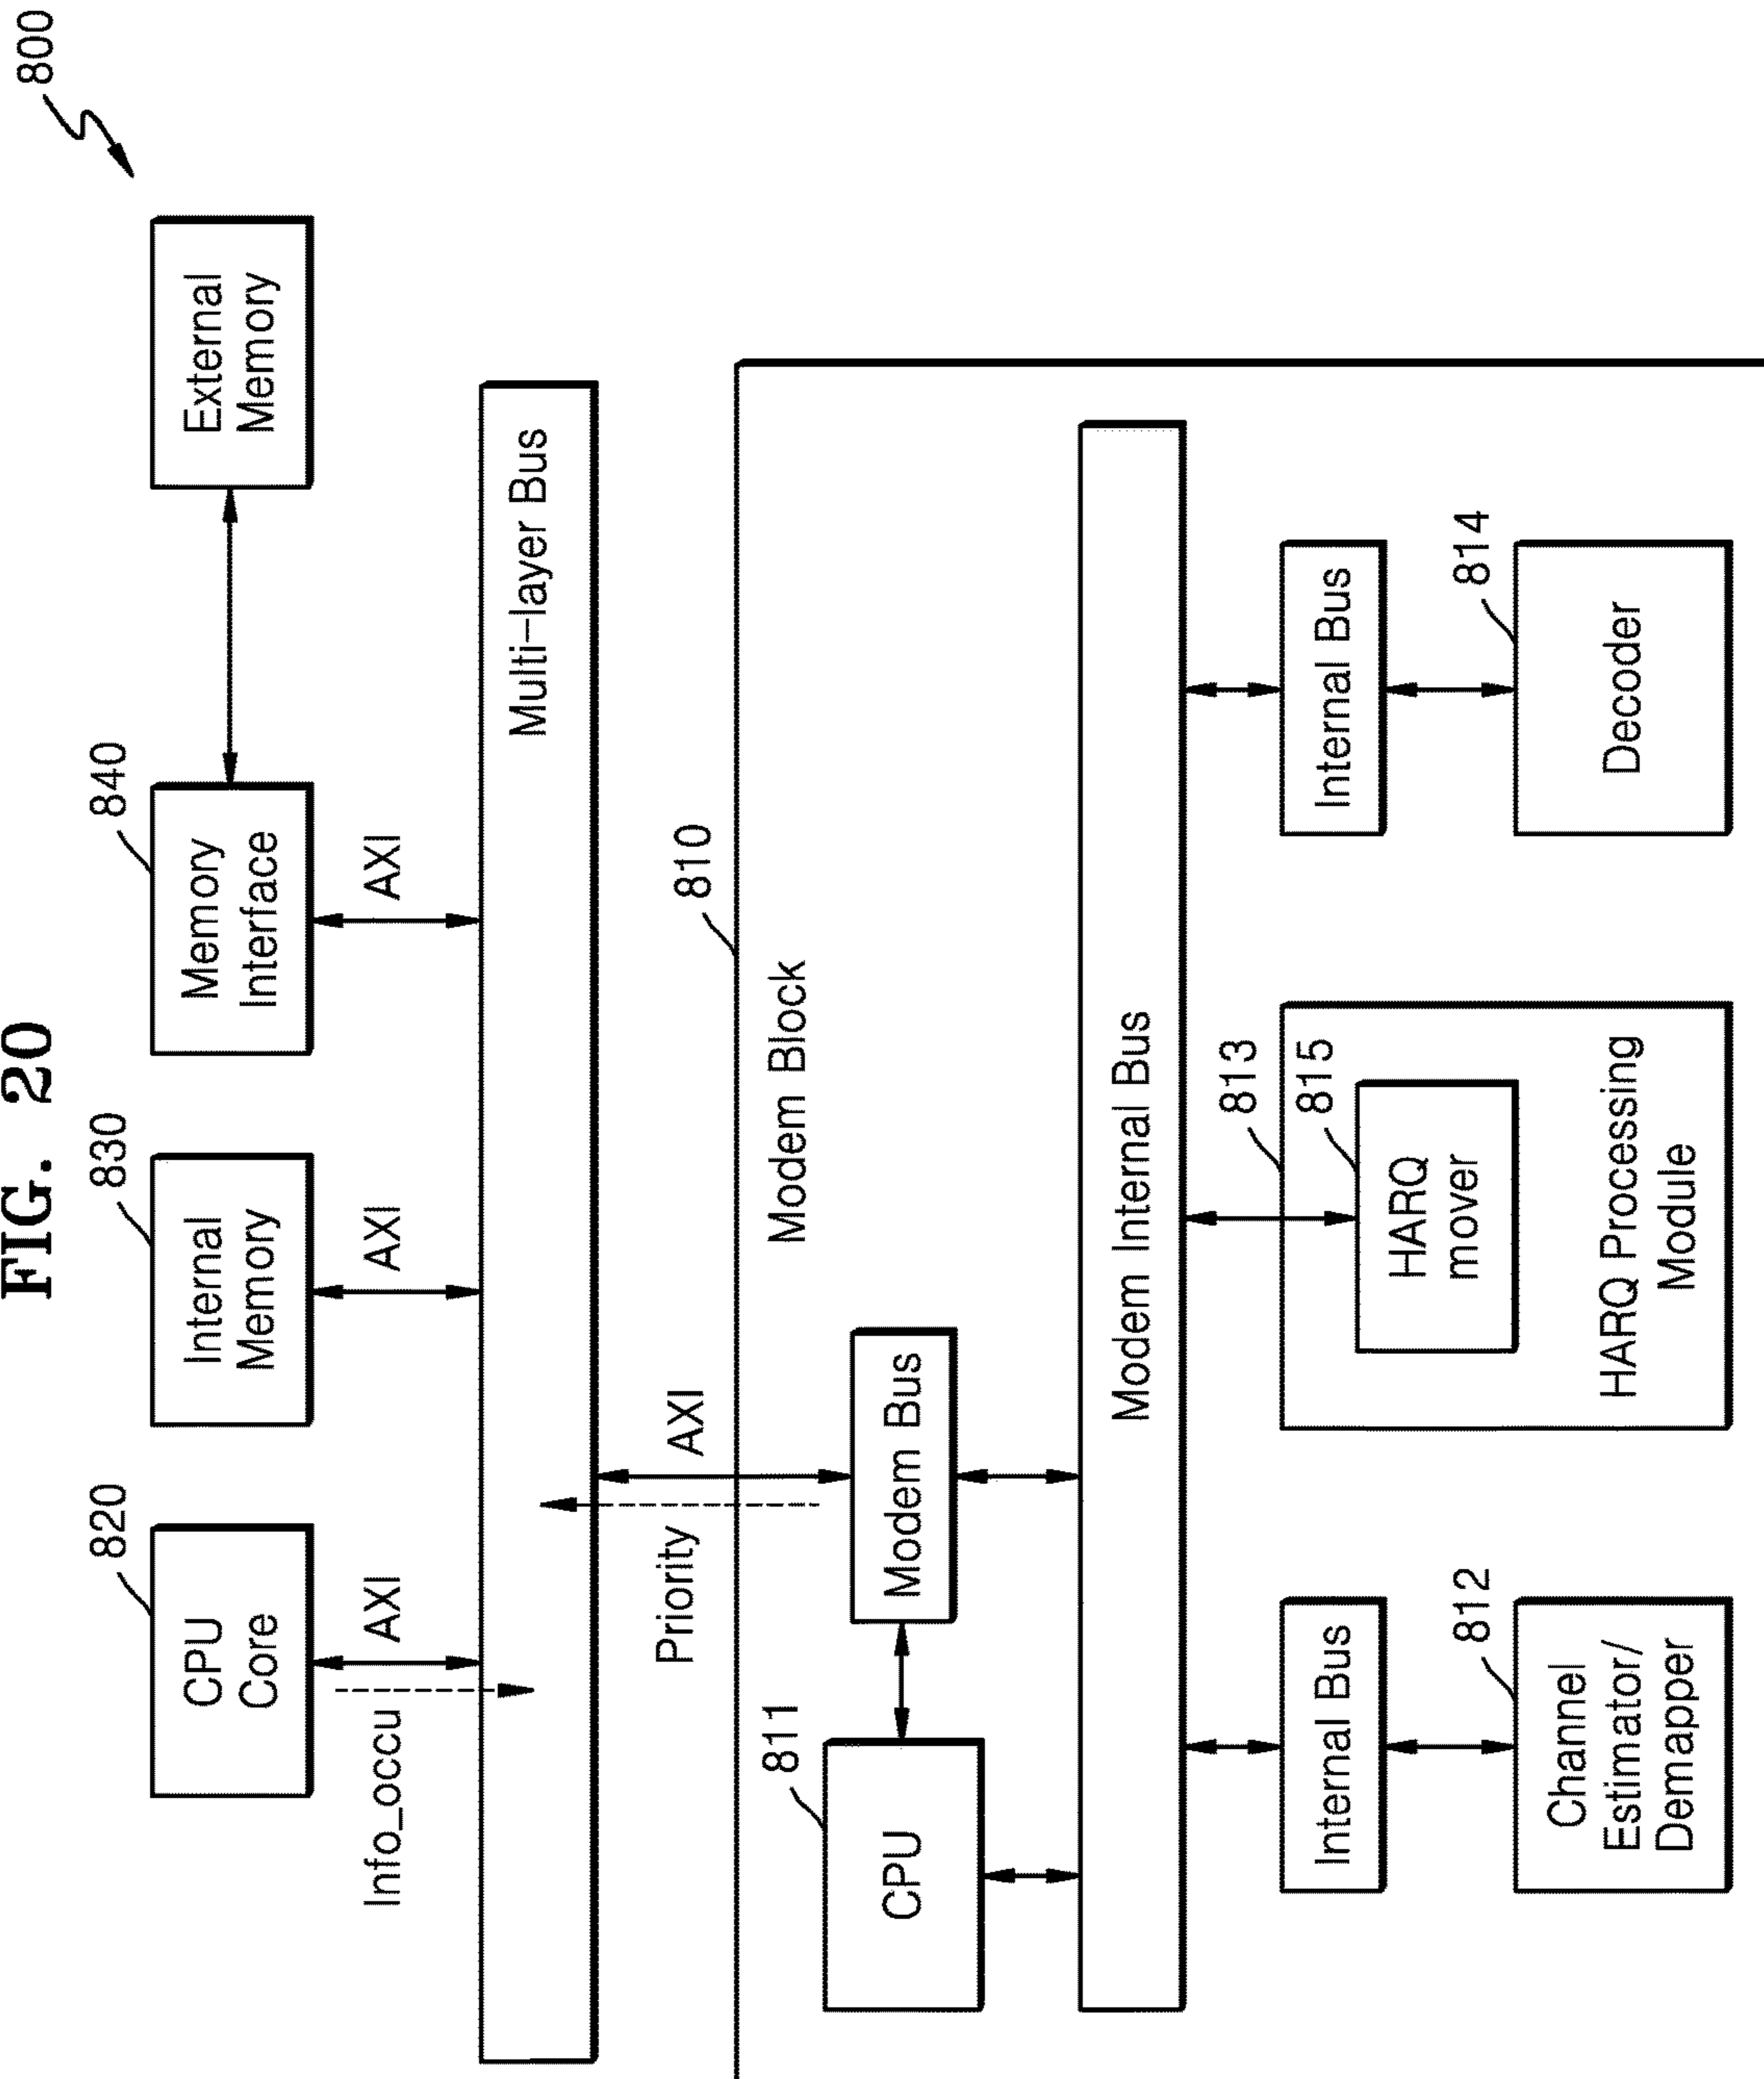 FIG. 20
800
820
830
840
CPU
Core
Internal
Memory
Memory
Interface
External
Memory
Info_occu
AXI
AXI
AXI
Multi-layer Bus
Priority
AXI
810
Modem Block
811
CPU
Modem Bus
Modem Internal Bus
813
815
Internal Bus
HARQ
mover
Internal Bus
812
814
Channel
Estimator/
Demapper
HARQ Processing
Module
Decoder